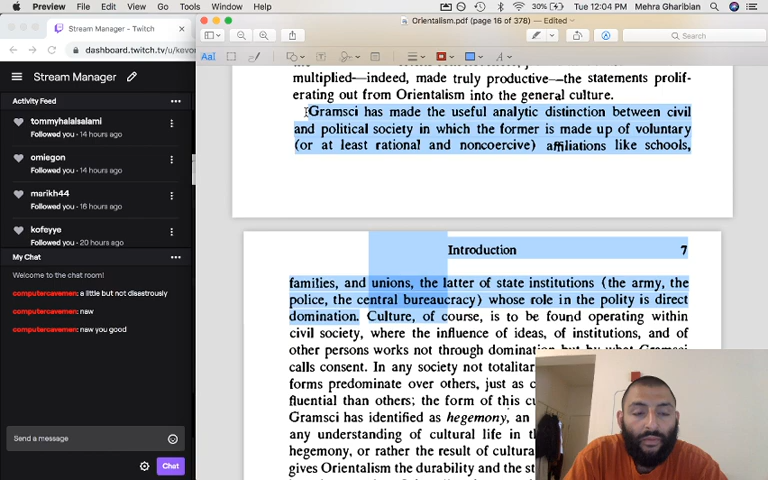 Preview File Edit View Go Tools Window Help
30% Tue 12:04 PM Mehra Gharibian
Stream Manager - Twitch
dashboard.twitch.tv/u/kevor
Stream Manager
Activity Feed
tommyhalalsalami
Followed you · 14 hours ago
omiegon
Followed you · 14 hours ago
marikh44
Followed you · 16 hours ago
kofeyye
Followed you · 20 hours ago
My Chat
Welcome to the chat room!
computercavemen: a little but not disastrously
computercavemen: naw
computercavemen: naw you good
Send a message
Chat
Orientalism.pdf (page 16 of 378) — Edited
Search
multiplied—indeed, made truly productive—the statements prolif-
erating out from Orientalism into the general culture.
Gramsci has made the useful analytic distinction between civil
and political society in which the former is made up of voluntary
(or at least rational and noncoercive) affiliations like schools,
Introduction 7
families, and unions, the latter of state institutions (the army, the
police, the central bureaucracy) whose role in the polity is direct
domination. Culture, of course, is to be found operating within
civil society, where the influence of ideas, of institutions, and of
other persons works not through domination but by what Gramsci
calls consent. In any society not totalitar
forms predominate over others, just as c
fluential than others; the form of this cu
Gramsci has identified as hegemony, an
any understanding of cultural life in th
hegemony, or rather the result of cultura
gives Orientalism the durability and the st